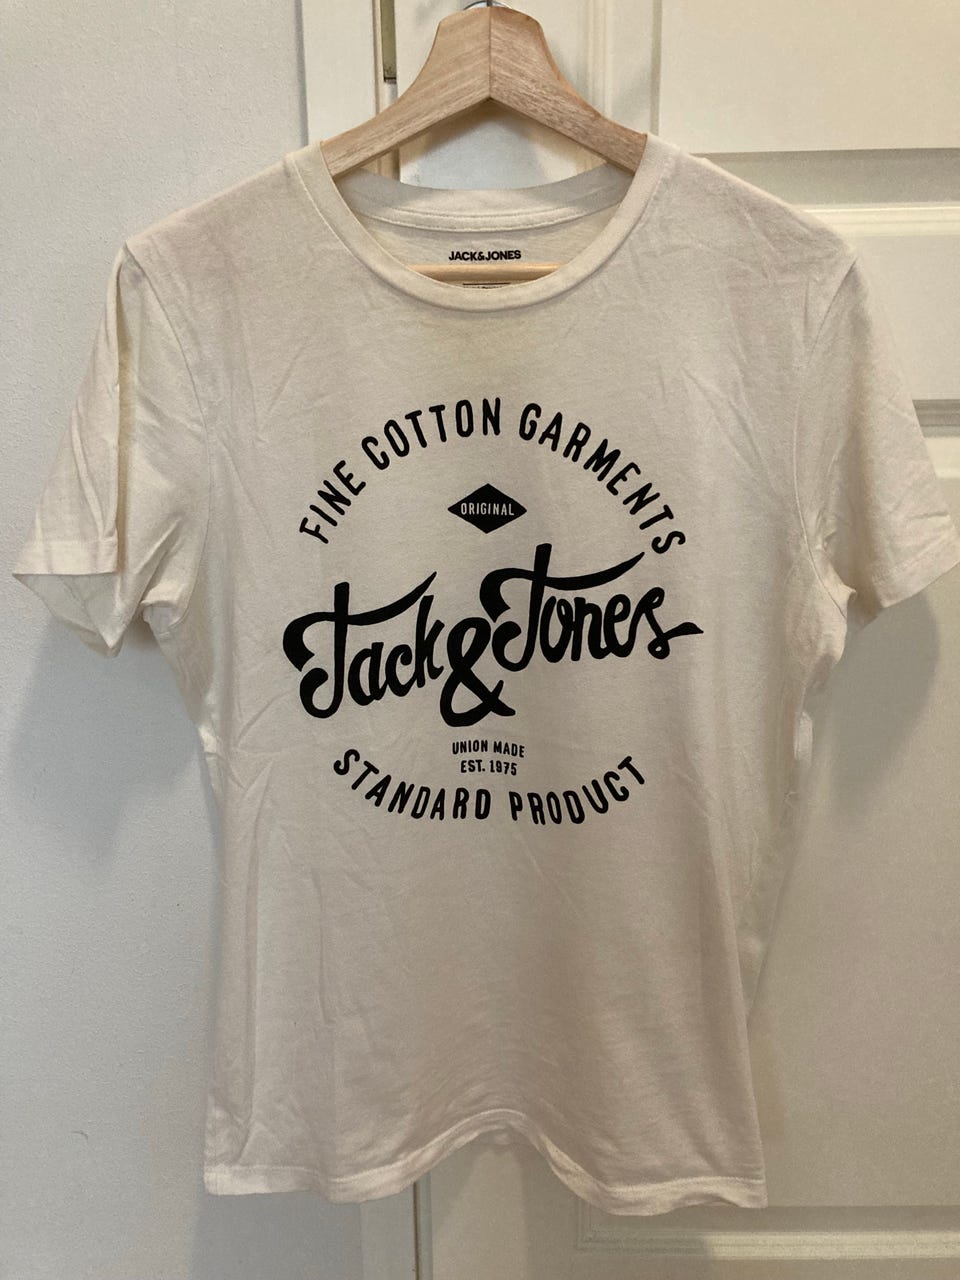 JACK&JONES
FINE COTTON GARMENTS
ORIGINAL
Jack & Jones
UNION MADE
EST. 1975
STANDARD PRODUCT